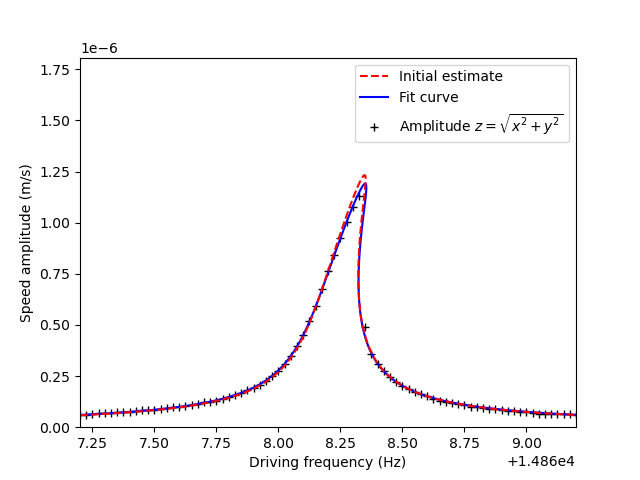 1e−6
1.75
1.50
1.25
1.00
0.75
0.50
0.25
0.00
Speed amplitude (m/s)
Initial estimate
Fit curve
Amplitude z = √x² + y²
7.25 7.50 7.75 8.00 8.25 8.50 8.75 9.00
Driving frequency (Hz)
+1.486e4